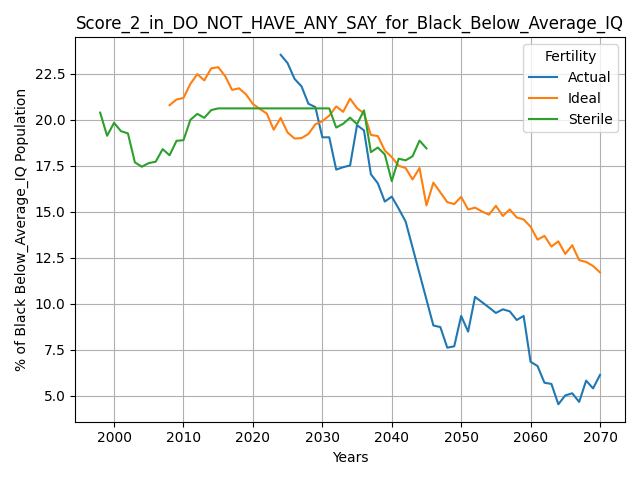 Score_2_in_DO_NOT_HAVE_ANY_SAY_for_Black_Below_Average_IQ
Fertility
Actual
Ideal
Sterile
% of Black Below_Average_IQ Population
22.5
20.0
17.5
15.0
12.5
10.0
7.5
5.0
2000 2010 2020 2030 2040 2050 2060 2070
Years